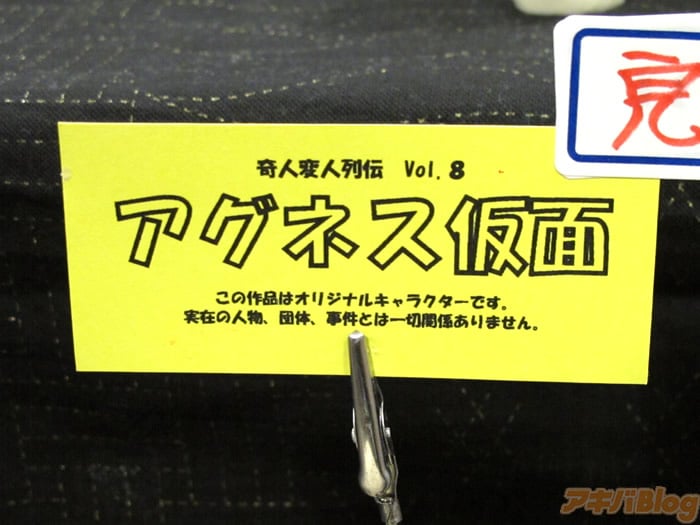 奇人変人列伝 Vol.8
アグネス仮面
この作品はオリジナルキャラクターです。
実在の人物、団体、事件とは一切関係ありません。
アキバBlog